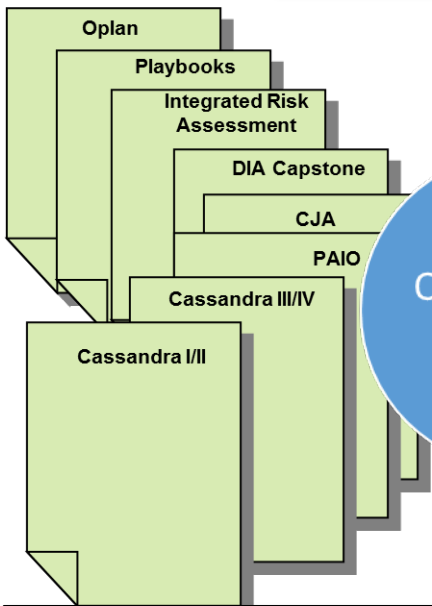 Oplan
Playbooks
Integrated Risk
Assessment
DIA Capstone
CJA
PAIO
Cassandra III/IV
Cassandra I/II